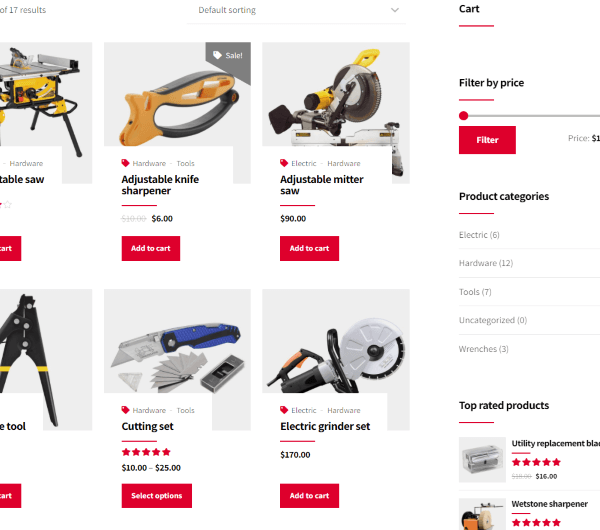 of 17 results
Default sorting
Sale!
Hardware
table saw
cart
Hardware - Tools
Adjustable knife
sharpener
$10.00 $6.00
Add to cart
Electric - Hardware
Adjustable mitter
saw
$90.00
Add to cart
e tool
cart
Hardware - Tools
Cutting set
$10.00 – $25.00
Select options
Electric - Hardware
Electric grinder set
$170.00
Add to cart
Cart
Filter by price
Filter
Price: $1
Product categories
Electric (6)
Hardware (12)
Tools (7)
Uncategorized (0)
Wrenches (3)
Top rated products
Utility replacement blad
$18.00 $16.00
Wetstone sharpener